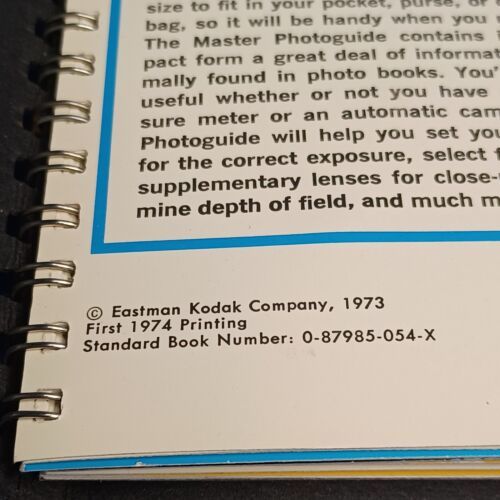 size to fit in your pocket, purse, or
bag, so it will be handy when you
The Master Photoguide contains
pact form a great deal of informat
mally found in photo books. You'
useful whether or not you have
sure meter or an automatic cam
Photoguide will help you set you
for the correct exposure, select f
supplementary lenses for close-
mine depth of field, and much m
© Eastman Kodak Company, 1973
First 1974 Printing
Standard Book Number: 0-87985-054-X